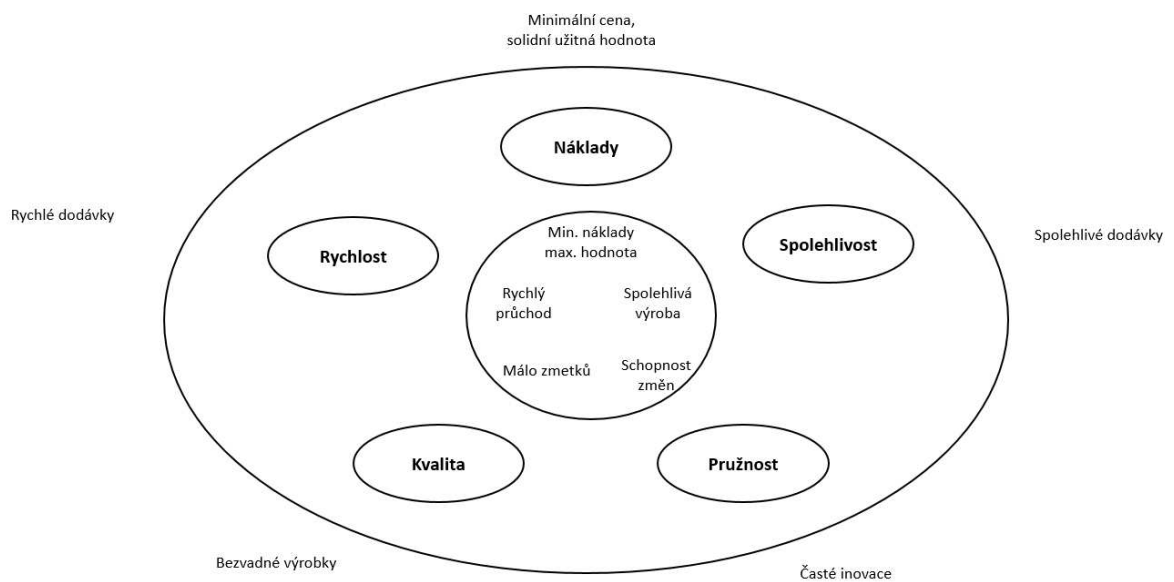 Minimální cena,
solidní užitná hodnota
Náklady
Rychlé dodávky
Spolehlivé dodávky
Rychlost
Spolehlivost
Min. náklady
max. hodnota
Rychlý
průchod
Spolehlivá
výroba
Málo zmetků
Schopnost
změn
Kvalita
Pružnost
Bezvadné výrobky
Časté inovace